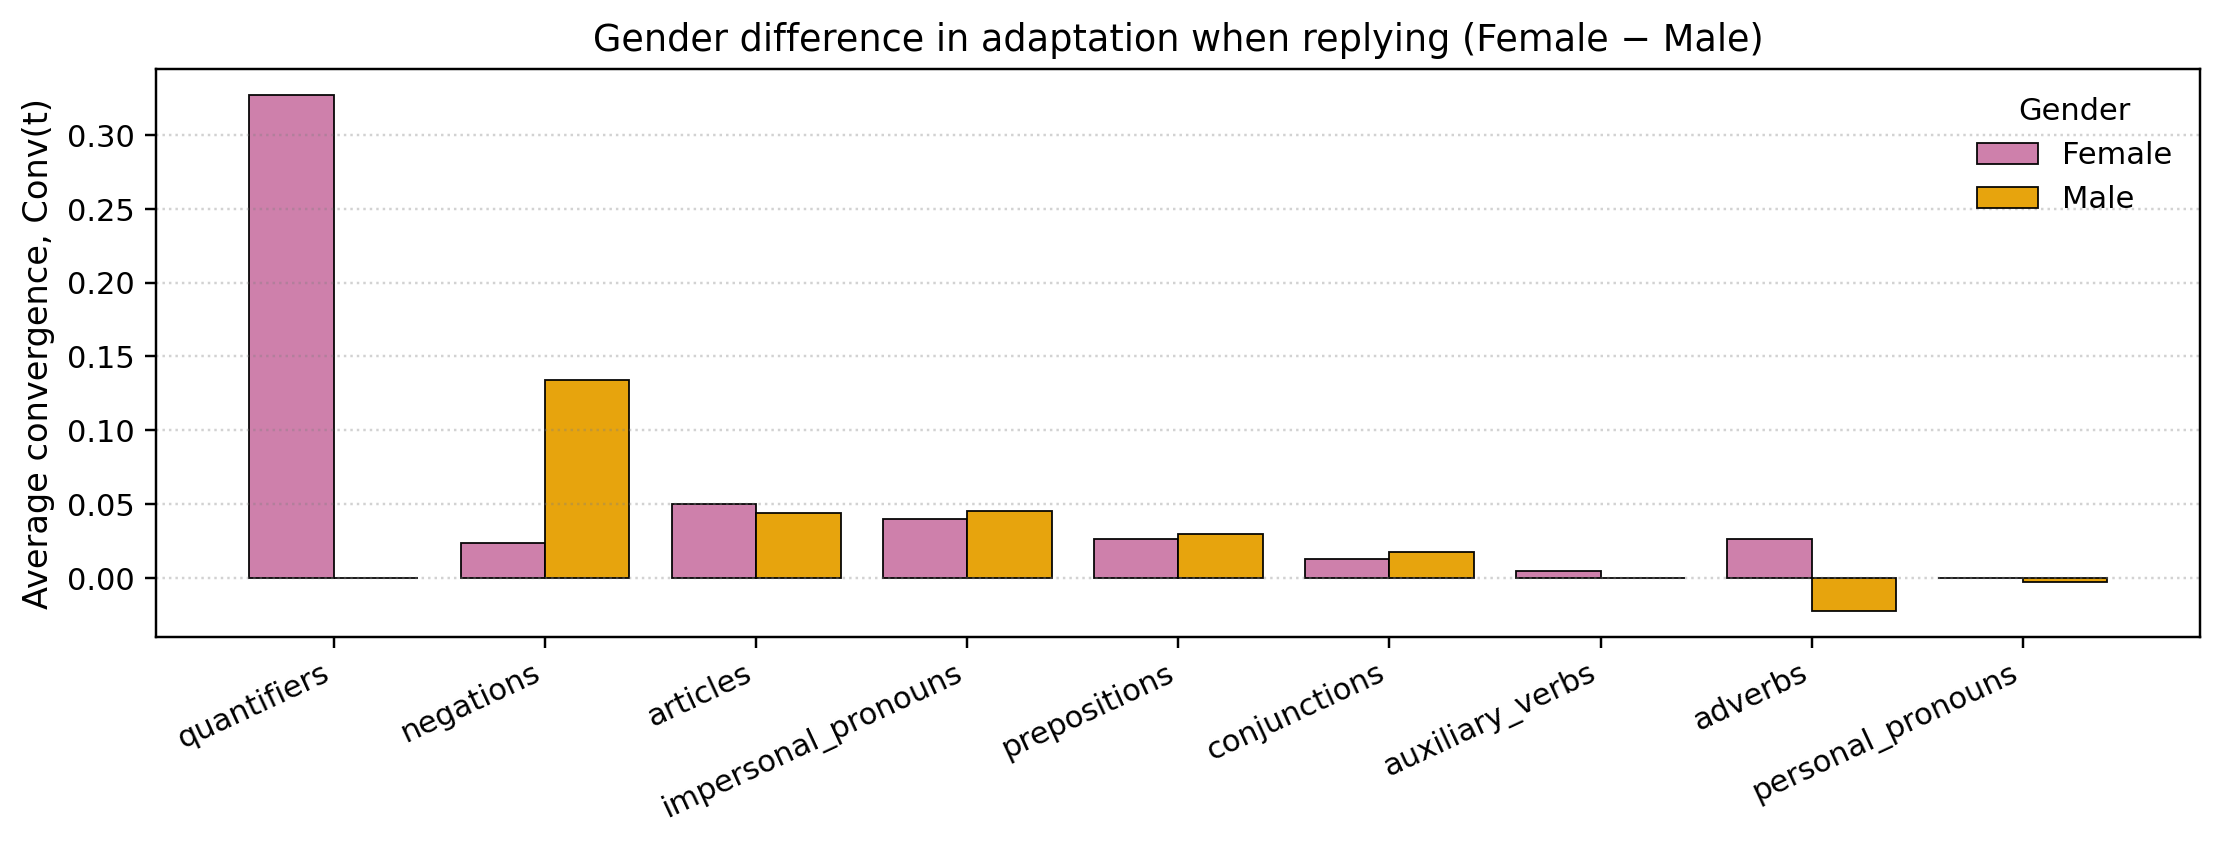 Gender difference in adaptation when replying (Female − Male)
Average convergence, Conv(t)
0.30
0.25
0.20
0.15
0.10
0.05
0.00
Gender
Female
Male
quantifiers
negations
articles
impersonal_pronouns
prepositions
conjunctions
auxiliary_verbs
adverbs
personal_pronouns